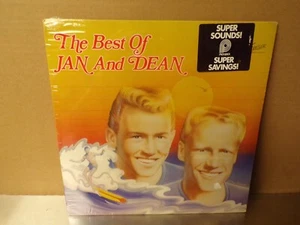 The Best Of
JAN And DEAN
SUPER
SOUNDS!
SUPER
SAVINGS!